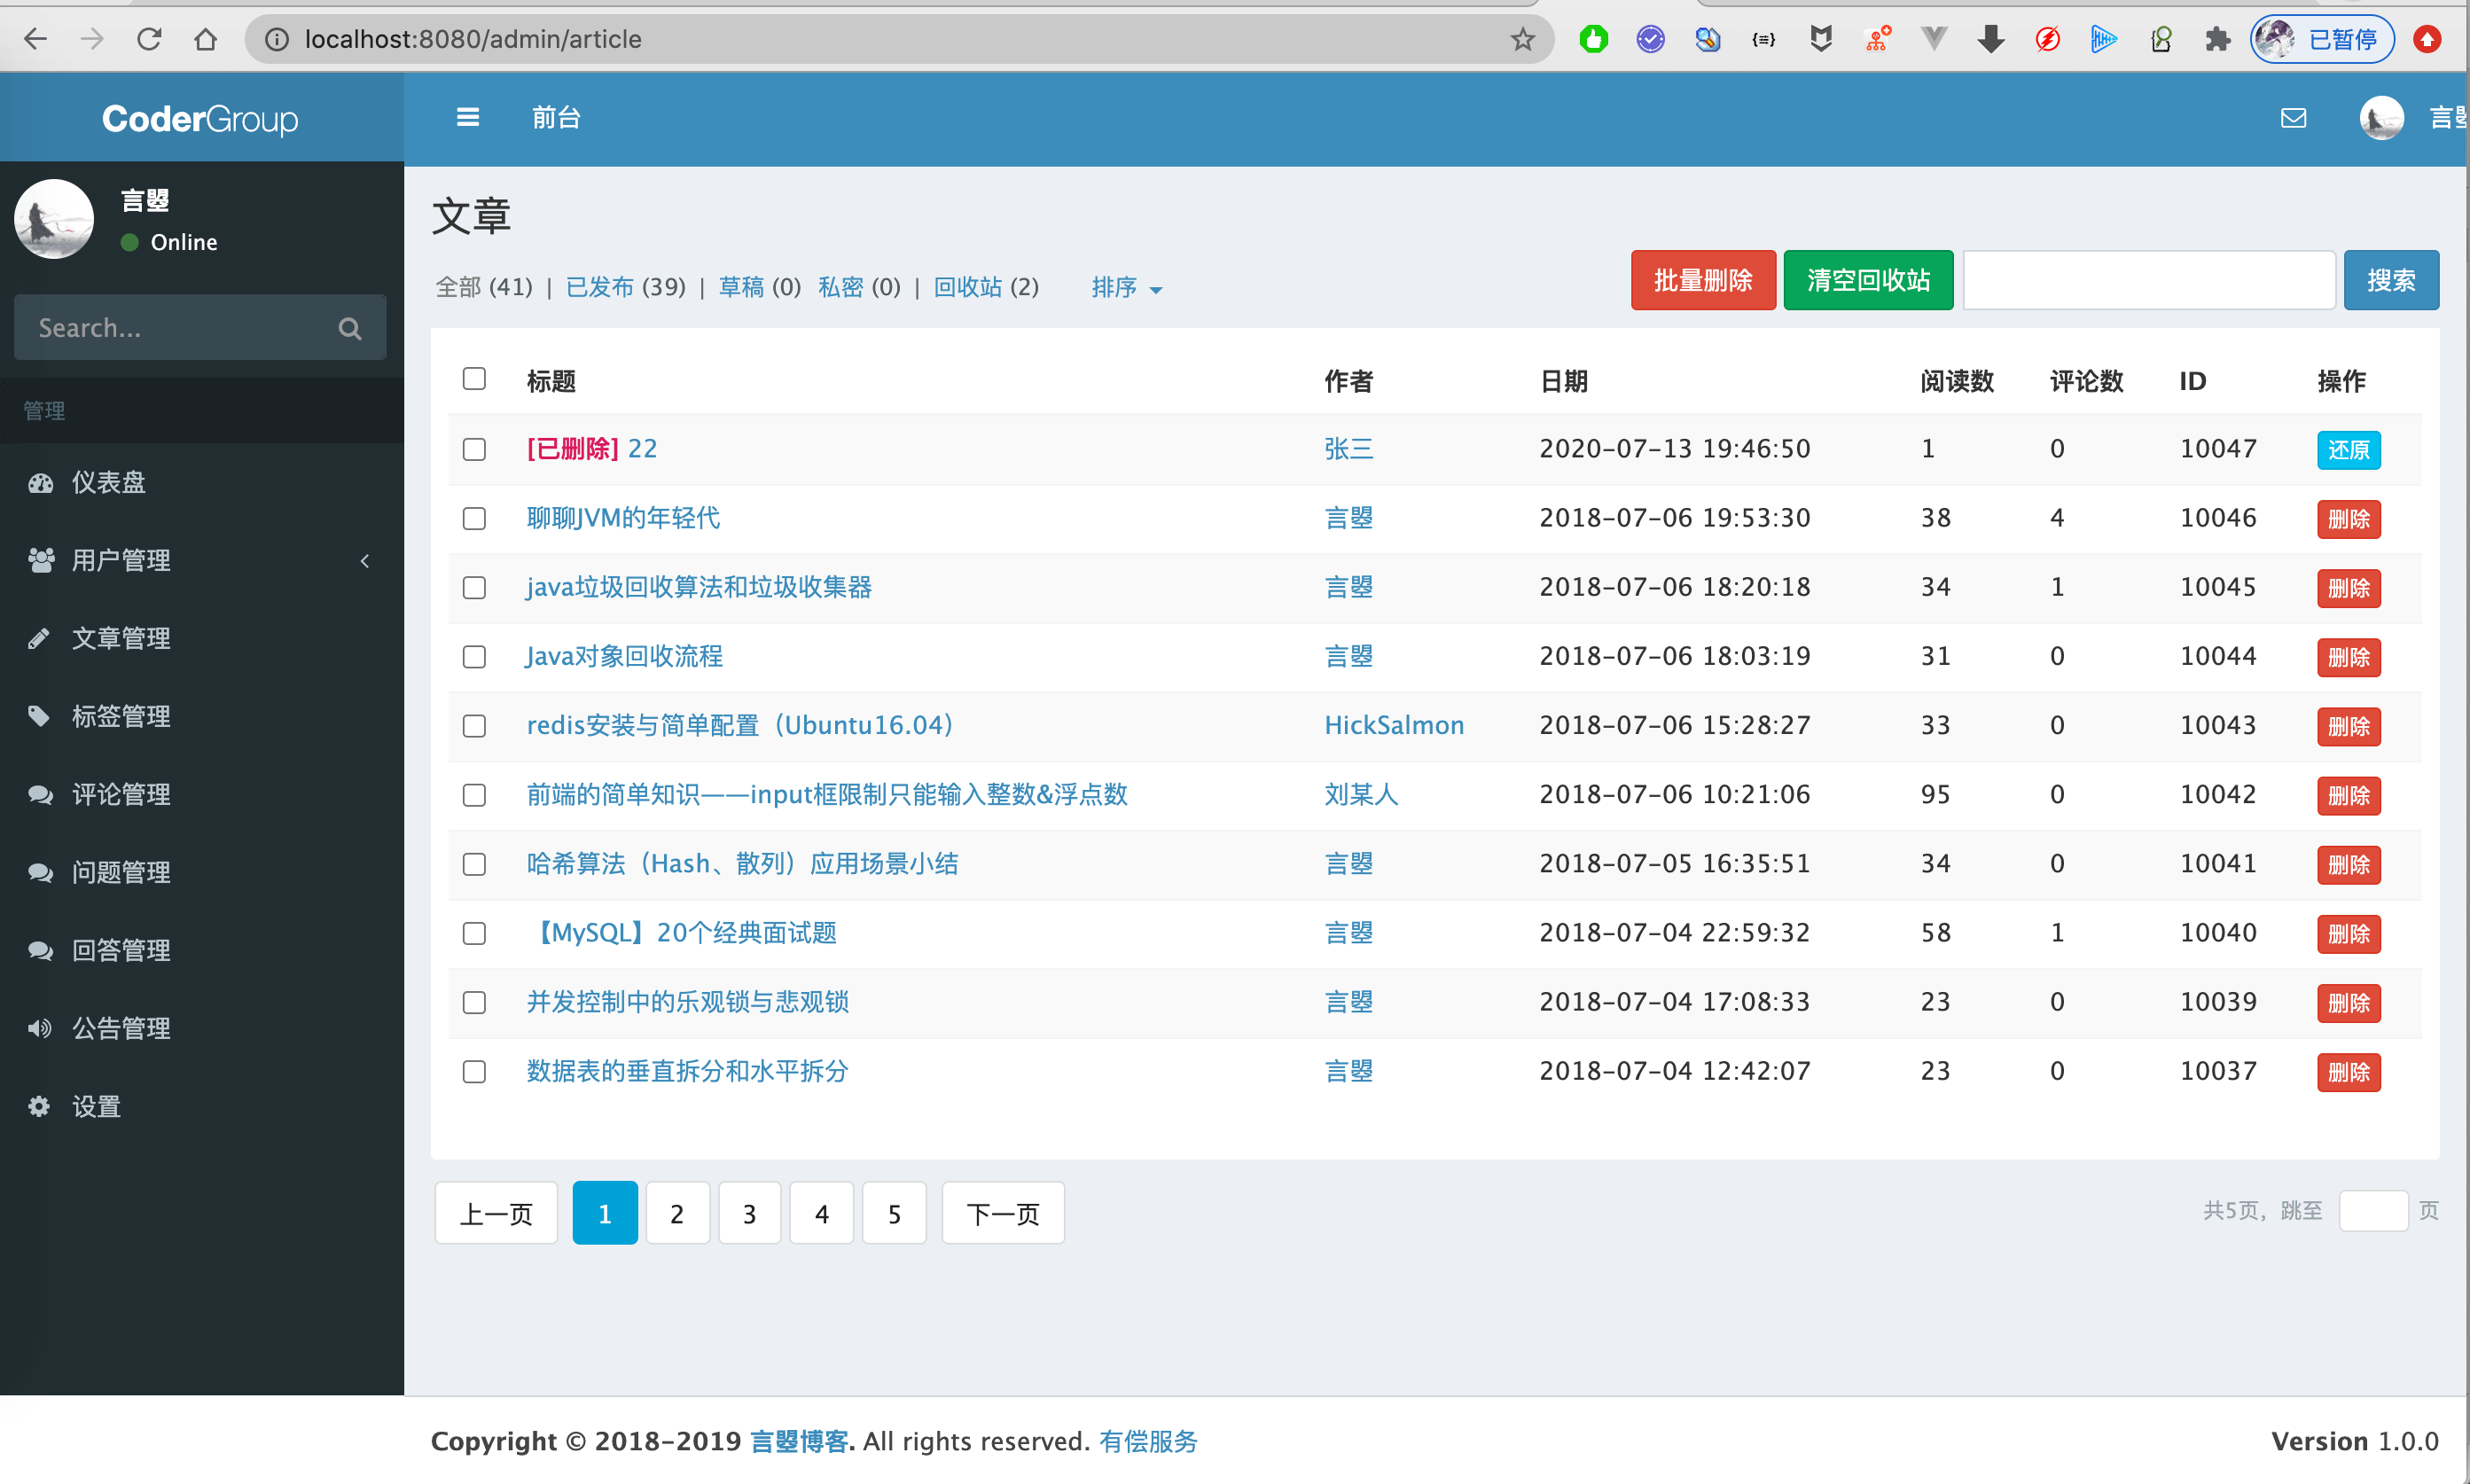 localhost:8080/admin/article
已暂停
CoderGroup
前台
言曌
言曌
Online
Search...
管理
仪表盘
用户管理
文章管理
标签管理
评论管理
问题管理
回答管理
公告管理
设置
文章
全部 (41) | 已发布 (39) | 草稿 (0) 私密 (0) | 回收站 (2) 排序
批量删除 清空回收站 搜索
标题 作者 日期 阅读数 评论数 ID 操作
[已删除] 22 张三 2020-07-13 19:46:50 1 0 10047 还原
聊聊JVM的年轻代 言曌 2018-07-06 19:53:30 38 4 10046 删除
java垃圾回收算法和垃圾收集器 言曌 2018-07-06 18:20:18 34 1 10045 删除
Java对象回收流程 言曌 2018-07-06 18:03:19 31 0 10044 删除
redis安装与简单配置（Ubuntu16.04） HickSalmon 2018-07-06 15:28:27 33 0 10043 删除
前端的简单知识——input框限制只能输入整数&浮点数 刘某人 2018-07-06 10:21:06 95 0 10042 删除
哈希算法（Hash、散列）应用场景小结 言曌 2018-07-05 16:35:51 34 0 10041 删除
【MySQL】20个经典面试题 言曌 2018-07-04 22:59:32 58 1 10040 删除
并发控制中的乐观锁与悲观锁 言曌 2018-07-04 17:08:33 23 0 10039 删除
数据表的垂直拆分和水平拆分 言曌 2018-07-04 12:42:07 23 0 10037 删除
上一页 1 2 3 4 5 下一页
共5页，跳至 页
Copyright © 2018-2019 言曌博客. All rights reserved. 有偿服务
Version 1.0.0